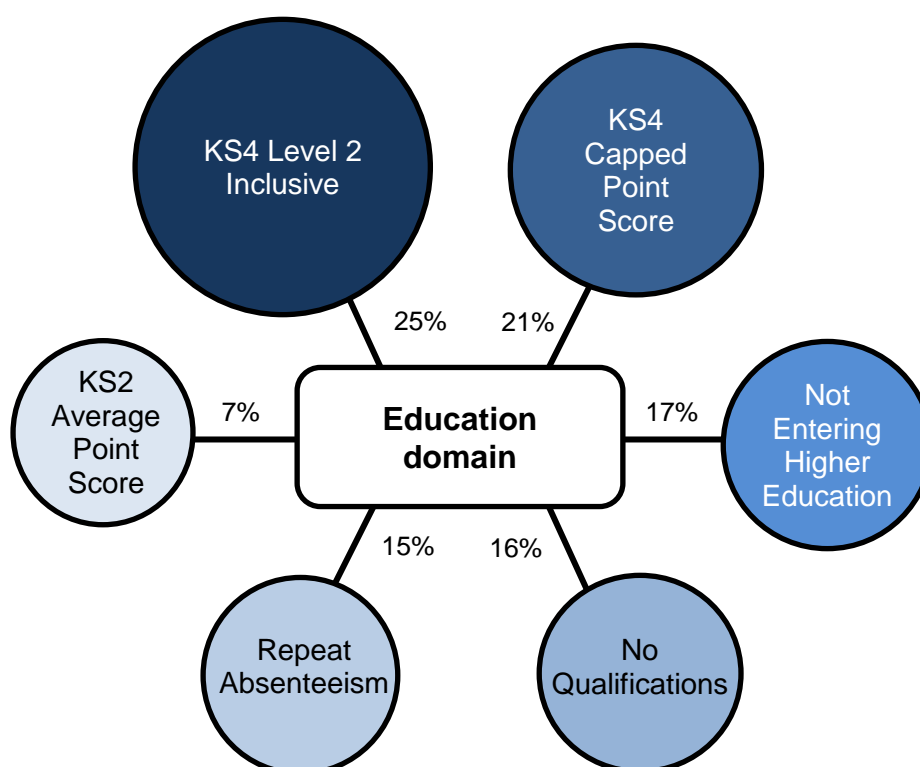 KS4 Level 2
Inclusive
KS4
Capped
Point
Score
25%
21%
KS2
Average
Point
Score
7%
Education
domain
17%
Not
Entering
Higher
Education
15%
16%
Repeat
Absenteeism
No
Qualifications